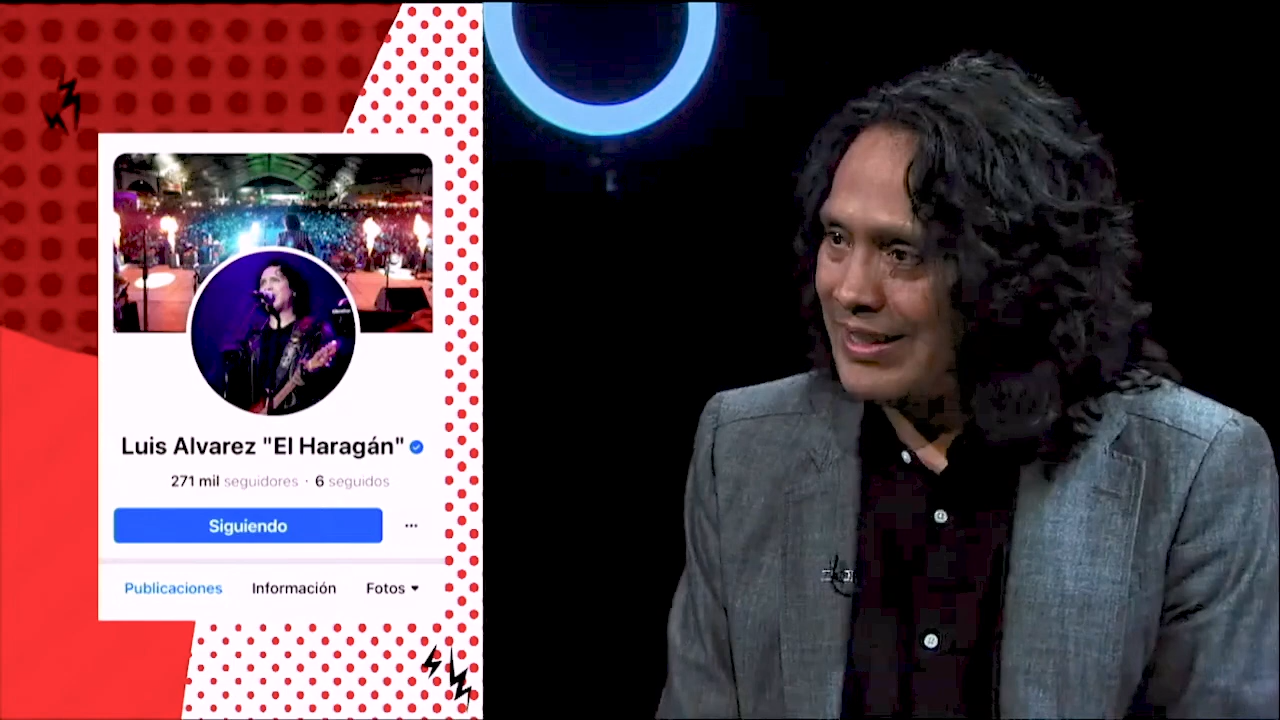 Luis Alvarez "El Haragán"
271 mil seguidores · 6 seguidos
Siguiendo
Publicaciones Información Fotos